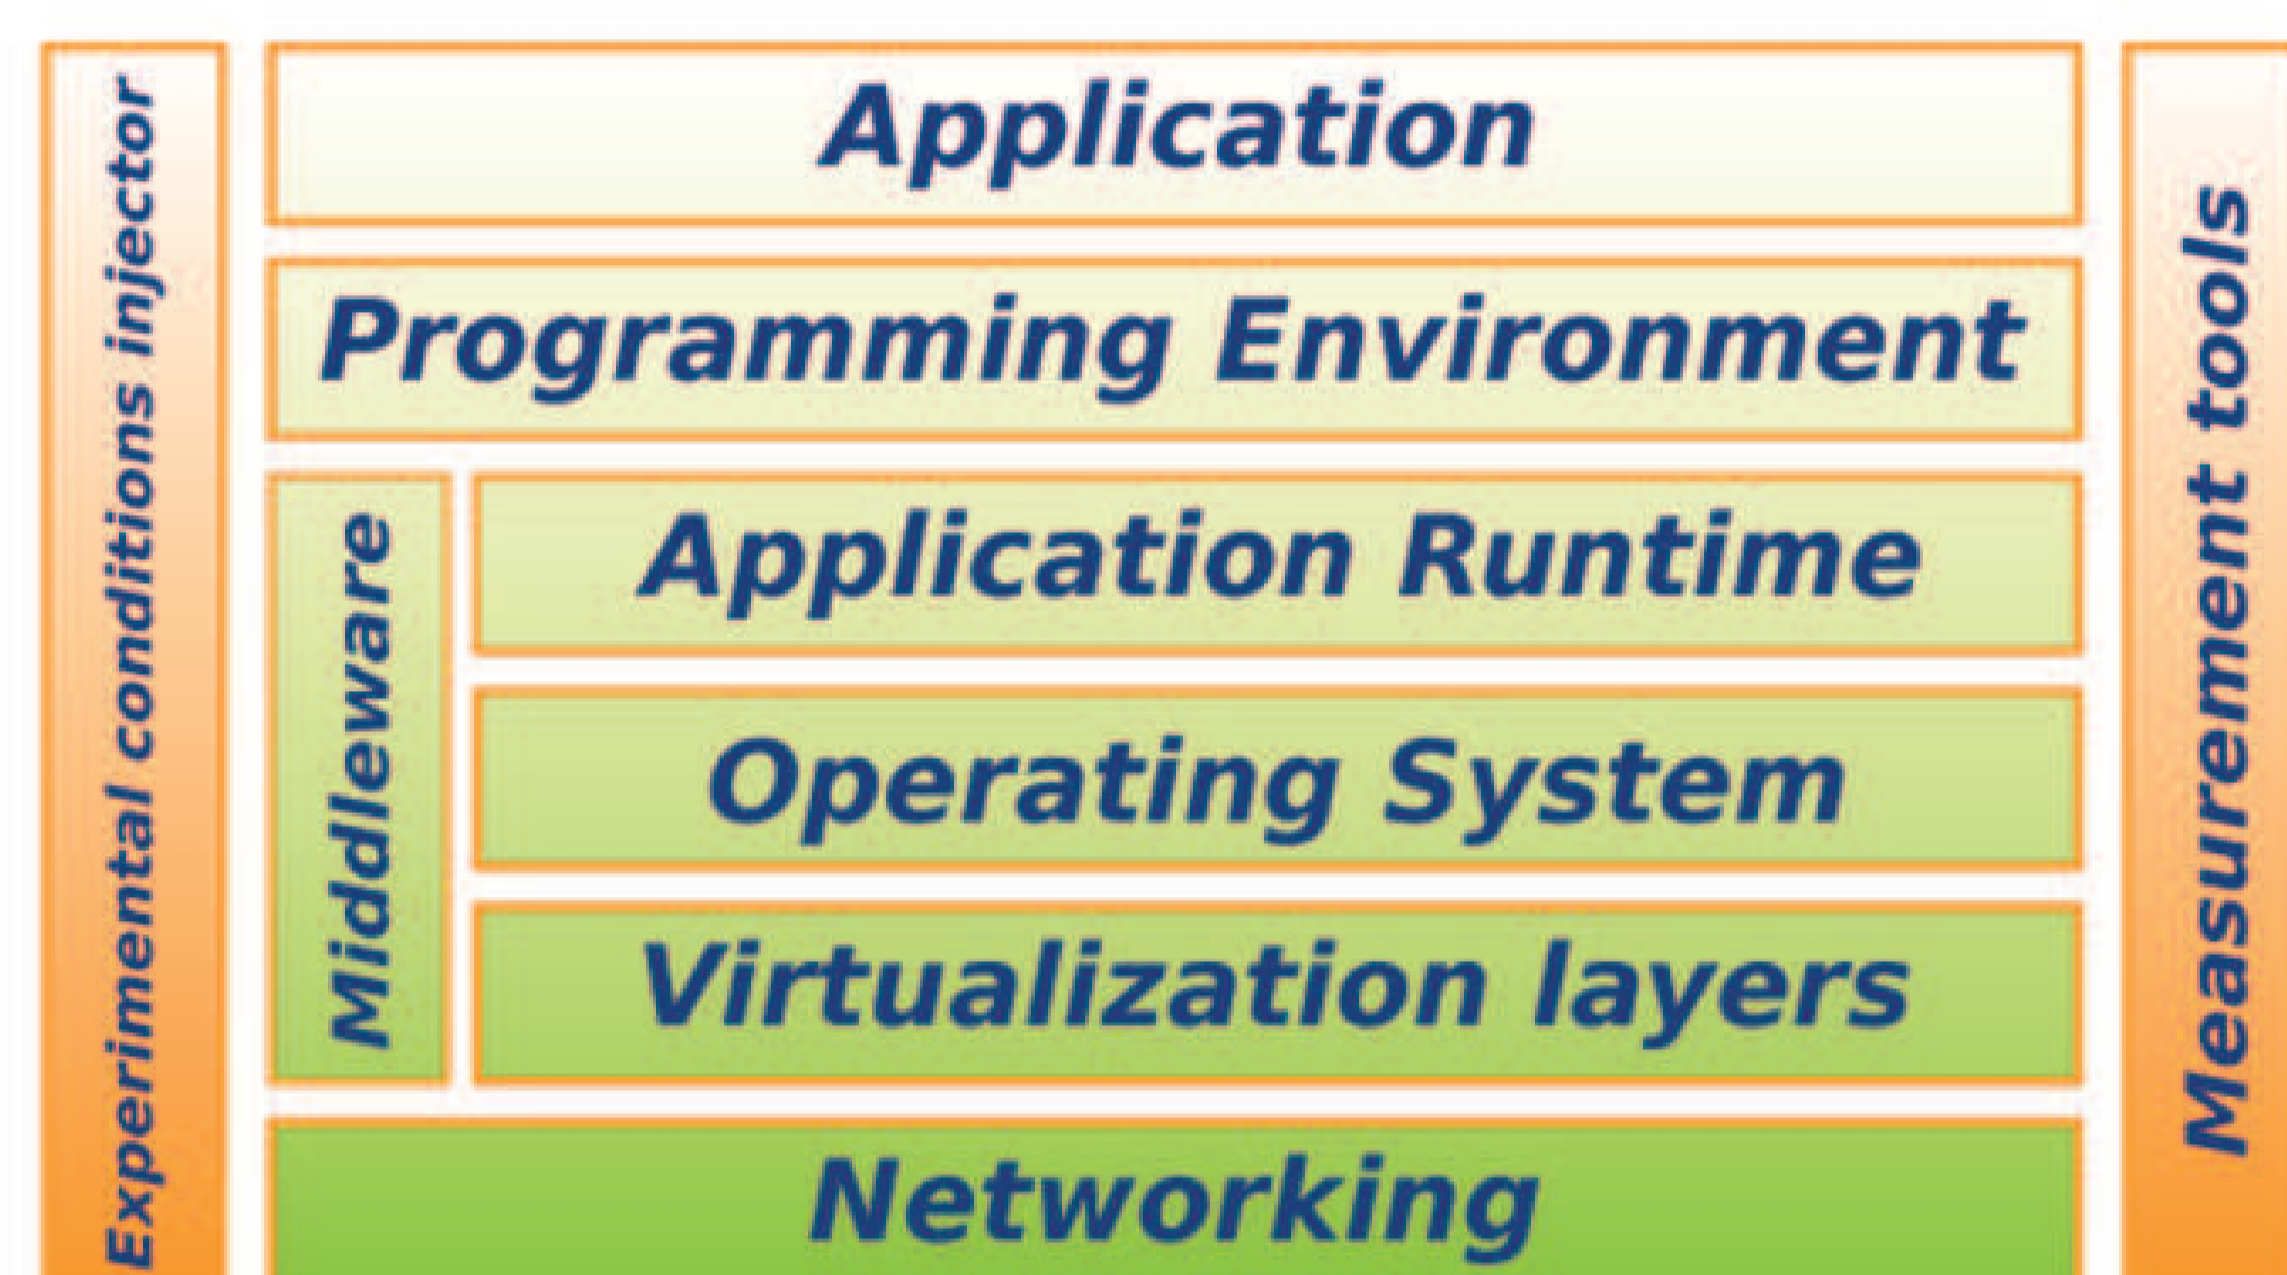 Experimental conditions injector
Application
Programming Environment
Middleware
Application Runtime
Operating System
Virtualization layers
Networking
Measurement tools